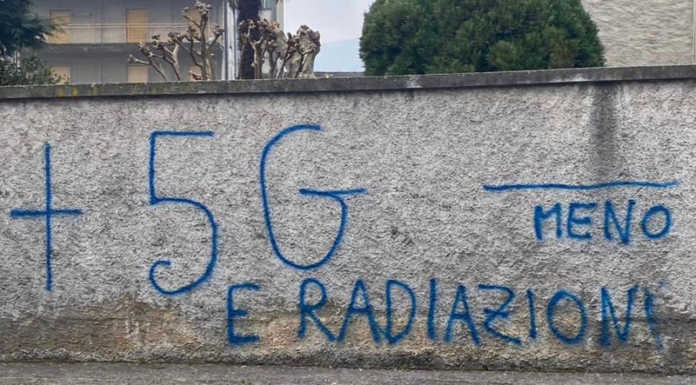 + 5G —
MENO
E RADIAZIONI